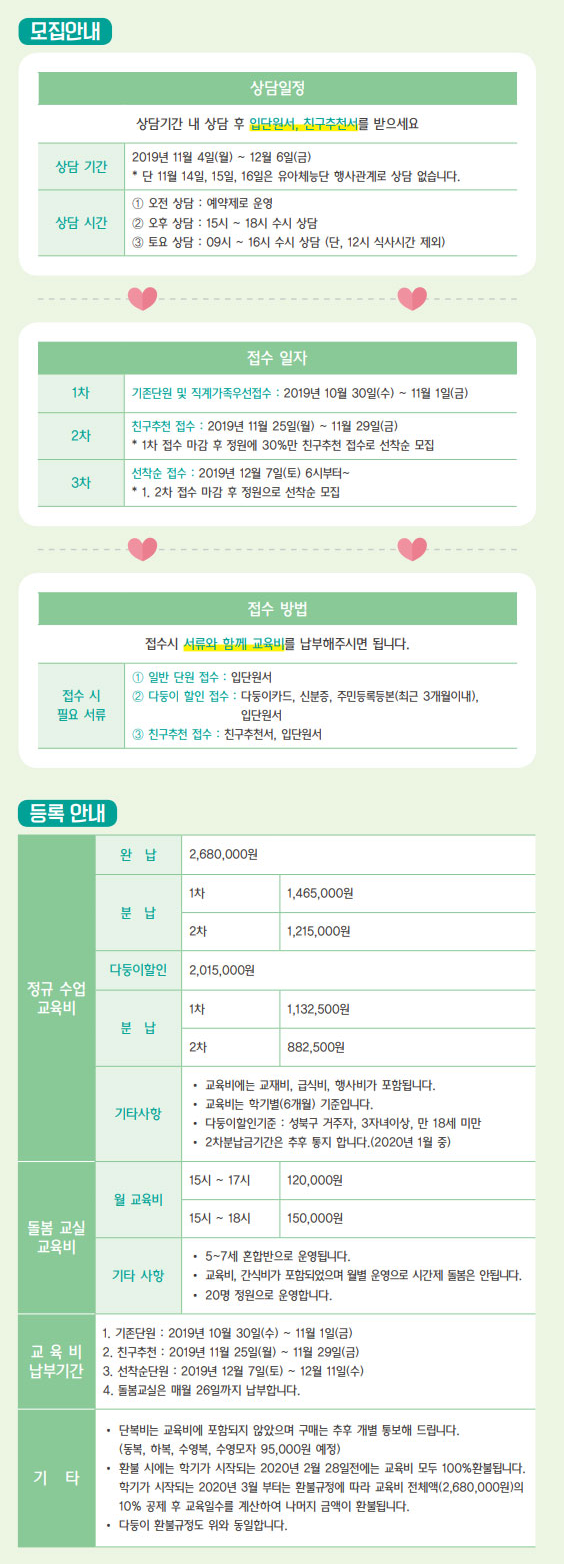 모집안내
상담일정
상담기간 내 상담 후 입단원서, 친구추천서를 받으세요
상담 기간
2019년 11월 4일(월) ~ 12월 6일(금)
* 단 11월 14일, 15일, 16일은 유아체능단 행사관계로 상담 없습니다.
상담 시간
① 오전 상담 : 예약제로 운영
② 오후 상담 : 15시 ~ 18시 수시 상담
③ 토요 상담 : 09시 ~ 16시 수시 상담 (단, 12시 식사시간 제외)
접수 일자
1차
기존단원 및 직계가족우선접수 : 2019년 10월 30일(수) ~ 11월 1일(금)
2차
친구추천 접수 : 2019년 11월 25일(월) ~ 11월 29일(금)
* 1차 접수 마감 후 정원에 30%만 친구추천 접수로 선착순 모집
3차
선착순 접수 : 2019년 12월 7일(토) 6시부터~
* 1. 2차 접수 마감 후 정원으로 선착순 모집
접수 방법
접수시 서류와 함께 교육비를 납부해주시면 됩니다.
접수 시
필요 서류
① 일반 단원 접수 : 입단원서
② 다둥이 할인 접수 : 다둥이카드, 신분증, 주민등록등본(최근 3개월이내),
입단원서
③ 친구추천 접수 : 친구추천서, 입단원서
등록 안내
정규 수업
교육비
완 납
2,680,000원
분 납
1차
1,465,000원
2차
1,215,000원
다둥이할인
2,015,000원
분 납
1차
1,132,500원
2차
882,500원
기타사항
• 교육비에는 교재비, 급식비, 행사비가 포함됩니다.
• 교육비는 학기별(6개월) 기준입니다.
• 다둥이할인기준 : 성북구 거주자, 3자녀이상, 만 18세 미만
• 2차분납금기간은 추후 통지 합니다.(2020년 1월 중)
돌봄 교실
교육비
월 교육비
15시 ~ 17시
120,000원
15시 ~ 18시
150,000원
기타 사항
• 5~7세 혼합반으로 운영됩니다.
• 교육비, 간식비가 포함되었으며 월별 운영으로 시간제 돌봄은 안됩니다.
• 20명 정원으로 운영합니다.
교 육 비
납부기간
1. 기존단원 : 2019년 10월 30일(수) ~ 11월 1일(금)
2. 친구추천 : 2019년 11월 25일(월) ~ 11월 29일(금)
3. 선착순단원 : 2019년 12월 7일(토) ~ 12월 11일(수)
4. 돌봄교실은 매월 26일까지 납부합니다.
기 타
• 단복비는 교육비에 포함되지 않았으며 구매는 추후 개별 통보해 드립니다.
(동복, 하복, 수영복, 수영모자 95,000원 예정)
• 환불 시에는 학기가 시작되는 2020년 2월 28일전에는 교육비 모두 100%환불됩니다.
학기가 시작되는 2020년 3월 부터는 환불규정에 따라 교육비 전체액(2,680,000원)의
10% 공제 후 교육일수를 계산하여 나머지 금액이 환불됩니다.
• 다둥이 환불규정도 위와 동일합니다.